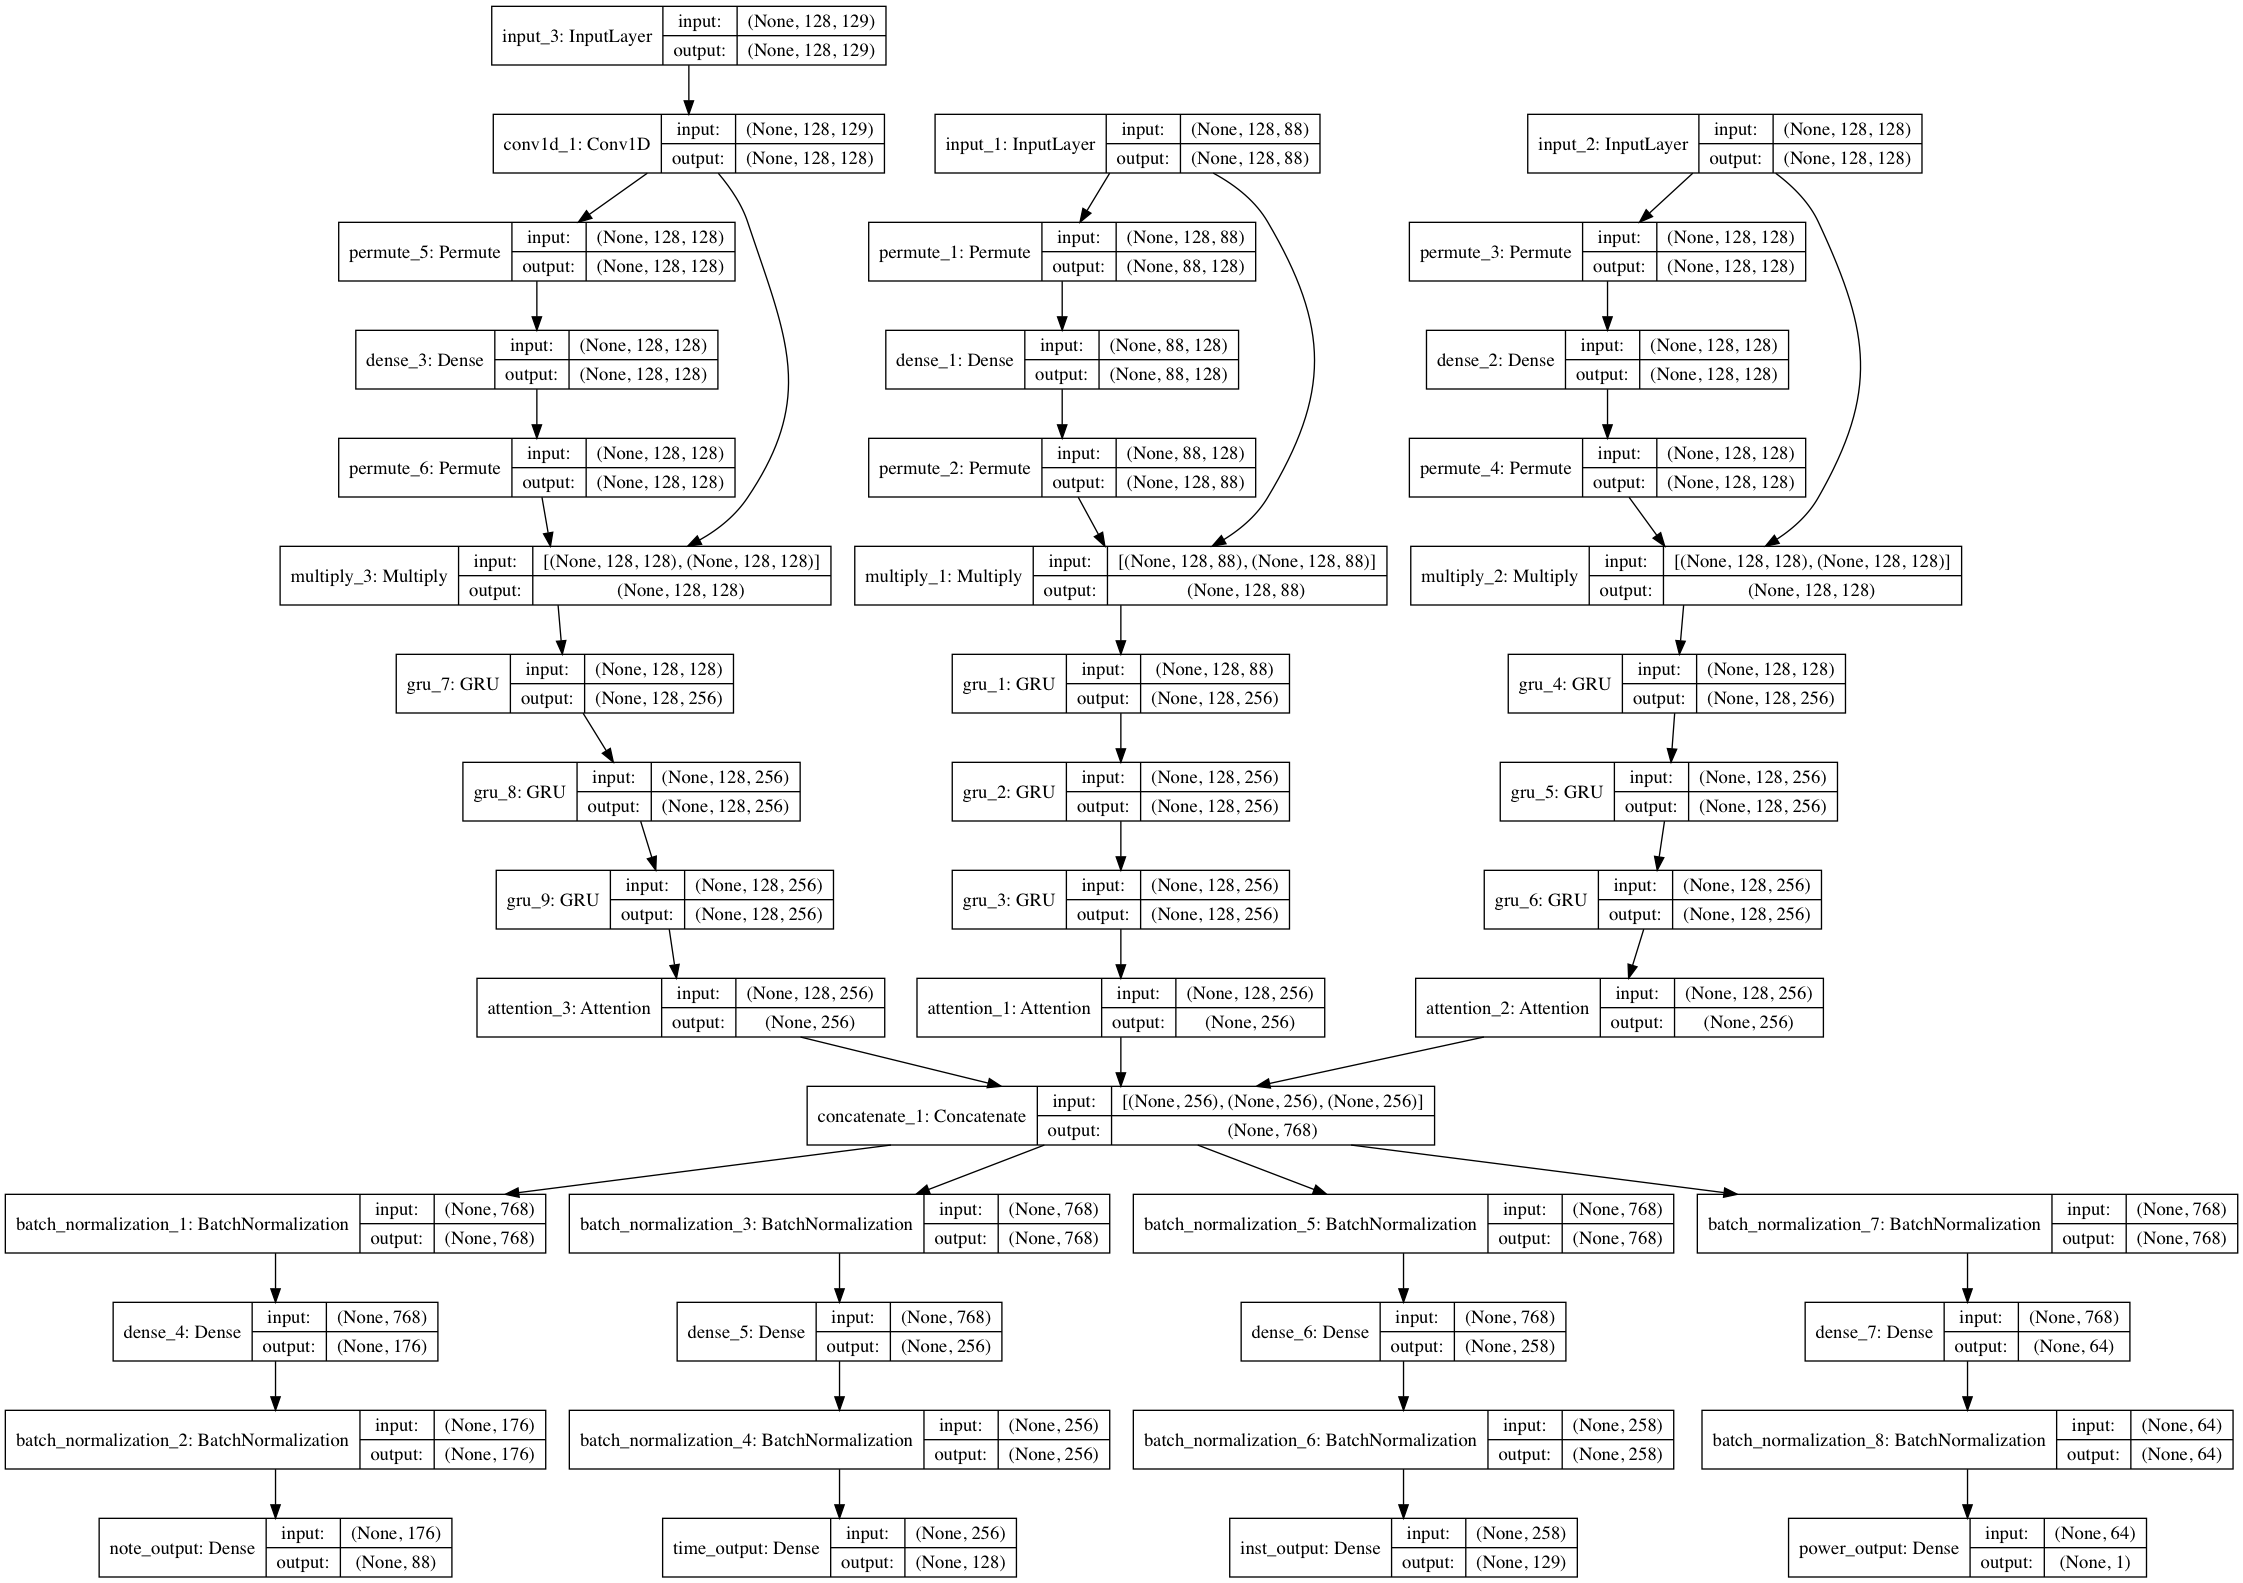 input_3: InputLayer
input: (None, 128, 129)
output: (None, 128, 129)
conv1d_1: Conv1D
input: (None, 128, 129)
output: (None, 128, 128)
input_1: InputLayer
input: (None, 128, 88)
output: (None, 128, 88)
input_2: InputLayer
input: (None, 128, 128)
output: (None, 128, 128)
permute_5: Permute
input: (None, 128, 128)
output: (None, 128, 128)
permute_1: Permute
input: (None, 128, 88)
output: (None, 88, 128)
permute_3: Permute
input: (None, 128, 128)
output: (None, 128, 128)
dense_3: Dense
input: (None, 128, 128)
output: (None, 128, 128)
dense_1: Dense
input: (None, 88, 128)
output: (None, 88, 128)
dense_2: Dense
input: (None, 128, 128)
output: (None, 128, 128)
permute_6: Permute
input: (None, 128, 128)
output: (None, 128, 128)
permute_2: Permute
input: (None, 88, 128)
output: (None, 128, 88)
permute_4: Permute
input: (None, 128, 128)
output: (None, 128, 128)
multiply_3: Multiply
input: [(None, 128, 128), (None, 128, 128)]
output: (None, 128, 128)
multiply_1: Multiply
input: [(None, 128, 88), (None, 128, 88)]
output: (None, 128, 88)
multiply_2: Multiply
input: [(None, 128, 128), (None, 128, 128)]
output: (None, 128, 128)
gru_7: GRU
input: (None, 128, 128)
output: (None, 128, 256)
gru_1: GRU
input: (None, 128, 88)
output: (None, 128, 256)
gru_4: GRU
input: (None, 128, 128)
output: (None, 128, 256)
gru_8: GRU
input: (None, 128, 256)
output: (None, 128, 256)
gru_2: GRU
input: (None, 128, 256)
output: (None, 128, 256)
gru_5: GRU
input: (None, 128, 256)
output: (None, 128, 256)
gru_9: GRU
input: (None, 128, 256)
output: (None, 128, 256)
gru_3: GRU
input: (None, 128, 256)
output: (None, 128, 256)
gru_6: GRU
input: (None, 128, 256)
output: (None, 128, 256)
attention_3: Attention
input: (None, 128, 256)
output: (None, 256)
attention_1: Attention
input: (None, 128, 256)
output: (None, 256)
attention_2: Attention
input: (None, 128, 256)
output: (None, 256)
concatenate_1: Concatenate
input: [(None, 256), (None, 256), (None, 256)]
output: (None, 768)
batch_normalization_1: BatchNormalization
input: (None, 768)
output: (None, 768)
batch_normalization_3: BatchNormalization
input: (None, 768)
output: (None, 768)
batch_normalization_5: BatchNormalization
input: (None, 768)
output: (None, 768)
batch_normalization_7: BatchNormalization
input: (None, 768)
output: (None, 768)
dense_4: Dense
input: (None, 768)
output: (None, 176)
dense_5: Dense
input: (None, 768)
output: (None, 256)
dense_6: Dense
input: (None, 768)
output: (None, 258)
dense_7: Dense
input: (None, 768)
output: (None, 64)
batch_normalization_2: BatchNormalization
input: (None, 176)
output: (None, 176)
batch_normalization_4: BatchNormalization
input: (None, 256)
output: (None, 256)
batch_normalization_6: BatchNormalization
input: (None, 258)
output: (None, 258)
batch_normalization_8: BatchNormalization
input: (None, 64)
output: (None, 64)
note_output: Dense
input: (None, 176)
output: (None, 88)
time_output: Dense
input: (None, 256)
output: (None, 128)
inst_output: Dense
input: (None, 258)
output: (None, 129)
power_output: Dense
input: (None, 64)
output: (None, 1)